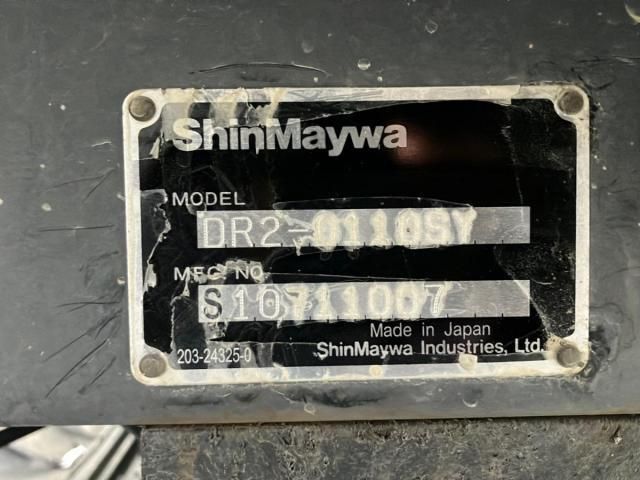 ShinMaywa
MODEL
DR2-0110SY
MFG. NO.
S10711007
Made in Japan
203-24325-0 ShinMaywa Industries, Ltd.